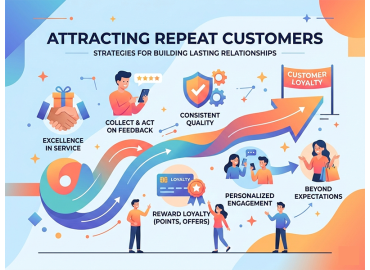 ATTRACTING REPEAT CUSTOMERS
STRATEGIES FOR BUILDING LASTING RELATIONSHIPS
CUSTOMER
LOYALTY
COLLECT & ACT
ON FEEDBACK
CONSISTENT
QUALITY
EXCELLENCE
IN SERVICE
LOYALTY
REWARD LOYALTY
(POINTS, OFFERS)
PERSONALIZED
ENGAGEMENT
BEYOND
EXPECTATIONS